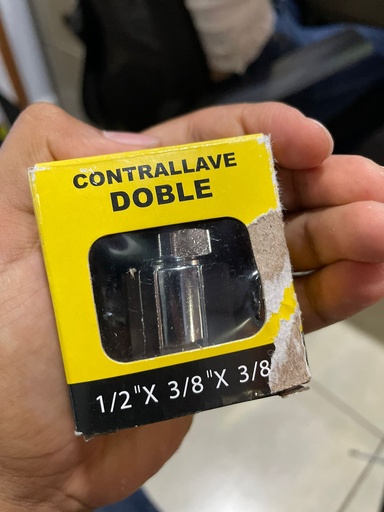 CONTRALLAVE
DOBLE
1/2"X 3/8"X 3/8